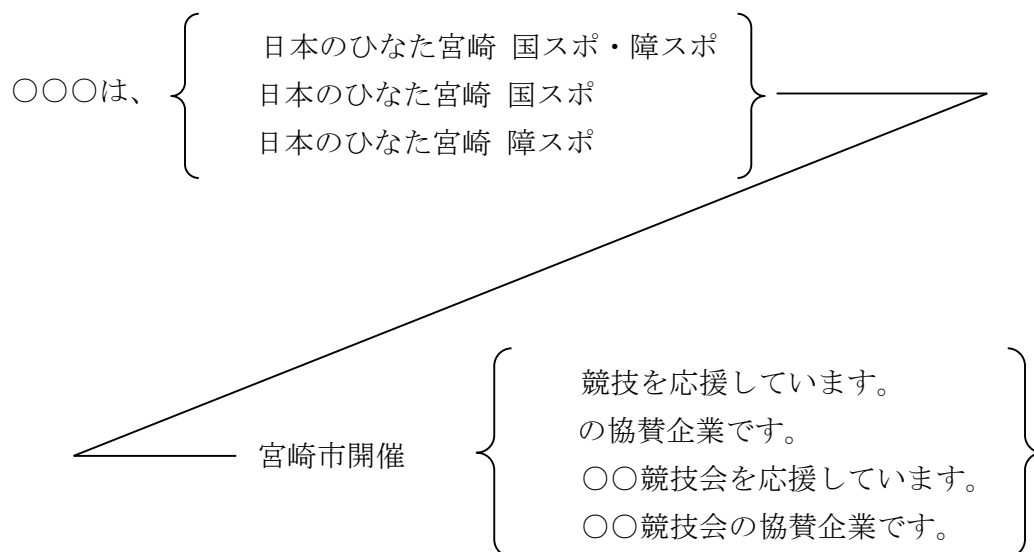 日本のひなた宮崎 国スポ・障スポ
○○○は、
日本のひなた宮崎 国スポ
日本のひなた宮崎 障スポ
競技を応援しています。
宮崎市開催
の協賛企業です。
○○競技会を応援しています。
○○競技会の協賛企業です。